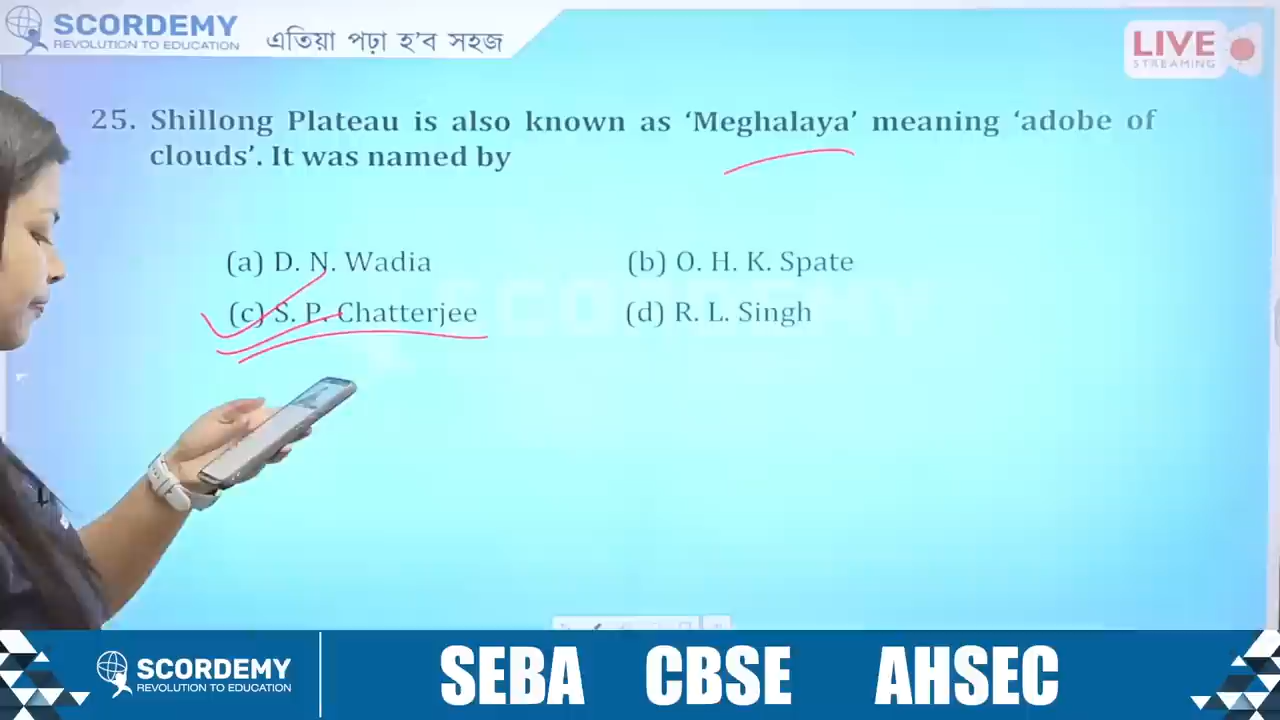 SCORDEMY
REVOLUTION TO EDUCATION
এতিয়া পঢ়া হ'ব সহজ
LIVE
STREAMING
25. Shillong Plateau is also known as ‘Meghalaya’ meaning ‘adobe of
clouds’. It was named by
(a) D. N. Wadia
(b) O. H. K. Spate
(c) S. P. Chatterjee
(d) R. L. Singh
SCORDEMY
SCORDEMY
REVOLUTION TO EDUCATION
SEBA CBSE AHSEC